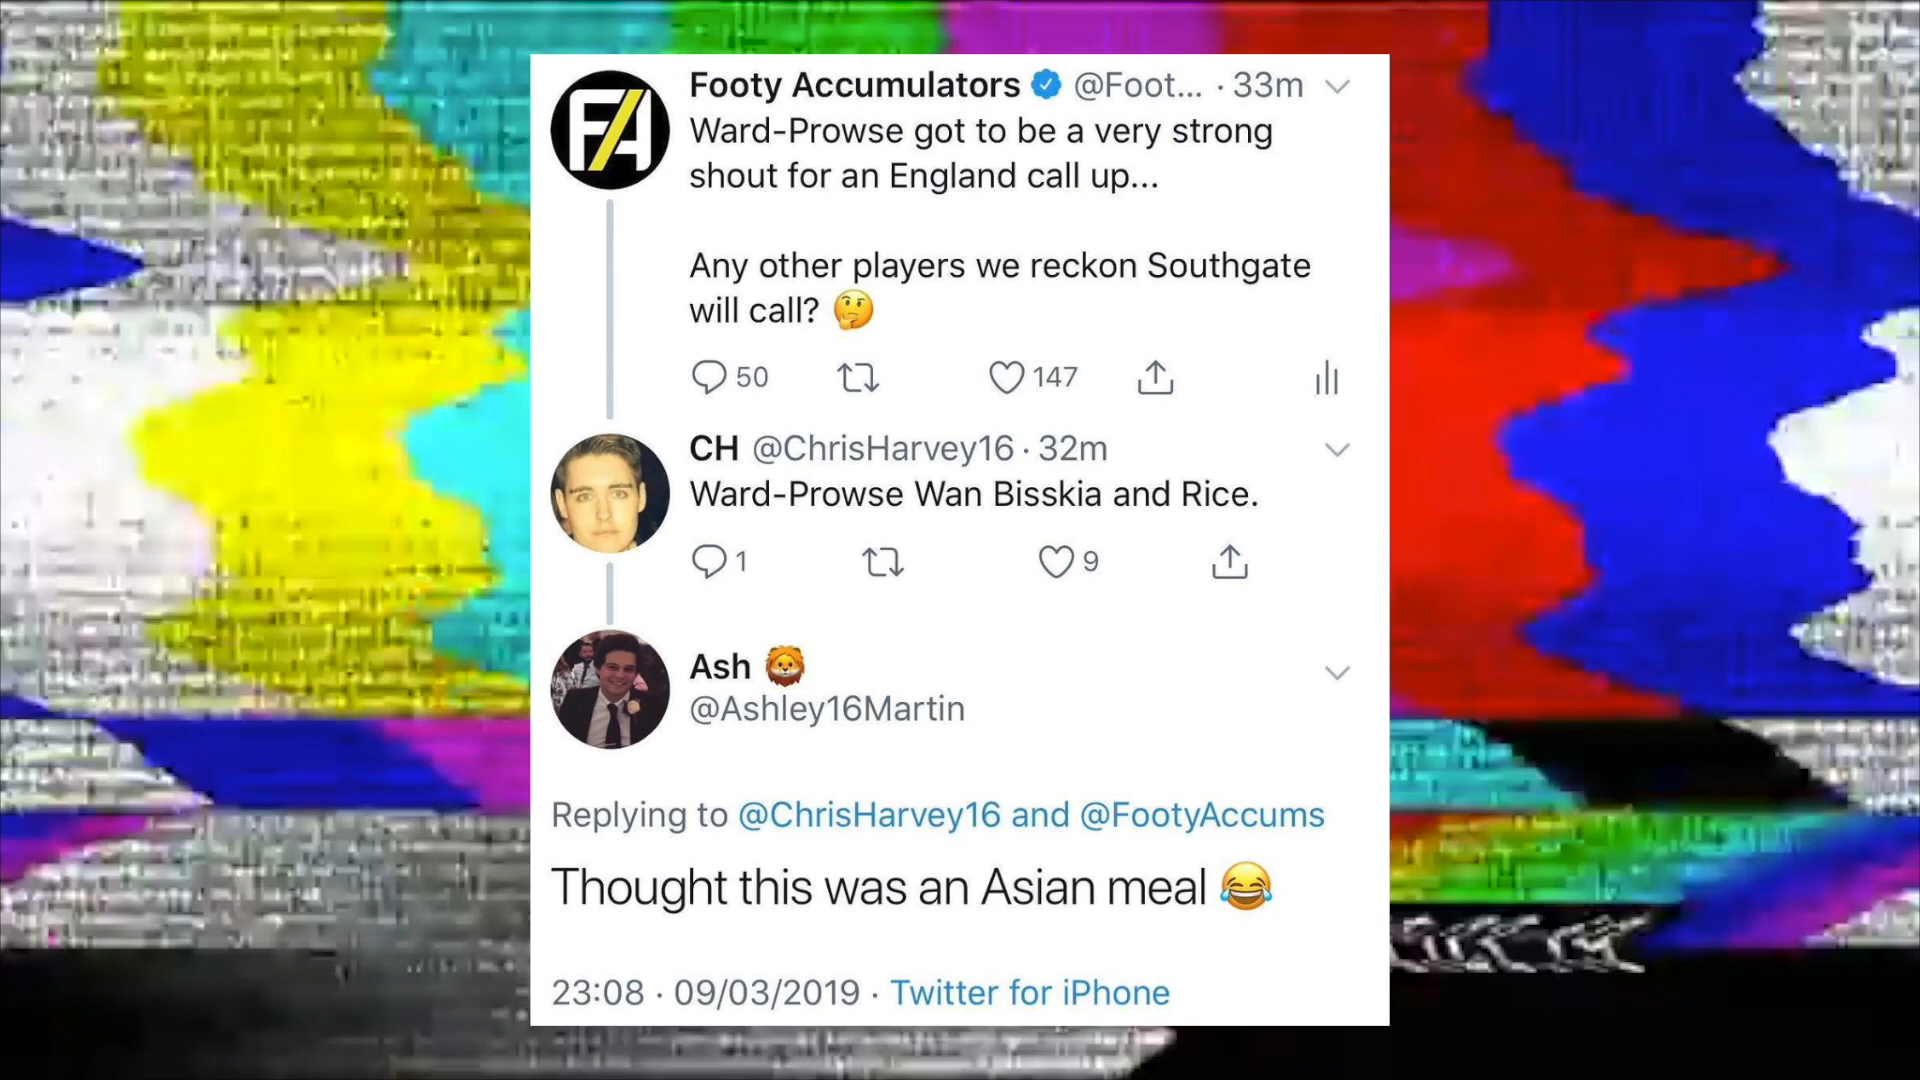 FA
Footy Accumulators @Foot... · 33m
Ward-Prowse got to be a very strong
shout for an England call up...
Any other players we reckon Southgate
will call? 🤔
50 147
CH @ChrisHarvey16 · 32m
Ward-Prowse Wan Bisskia and Rice.
1 9
Ash 🦁
@Ashley16Martin
Replying to @ChrisHarvey16 and @FootyAccums
Thought this was an Asian meal 😂
23:08 · 09/03/2019 · Twitter for iPhone